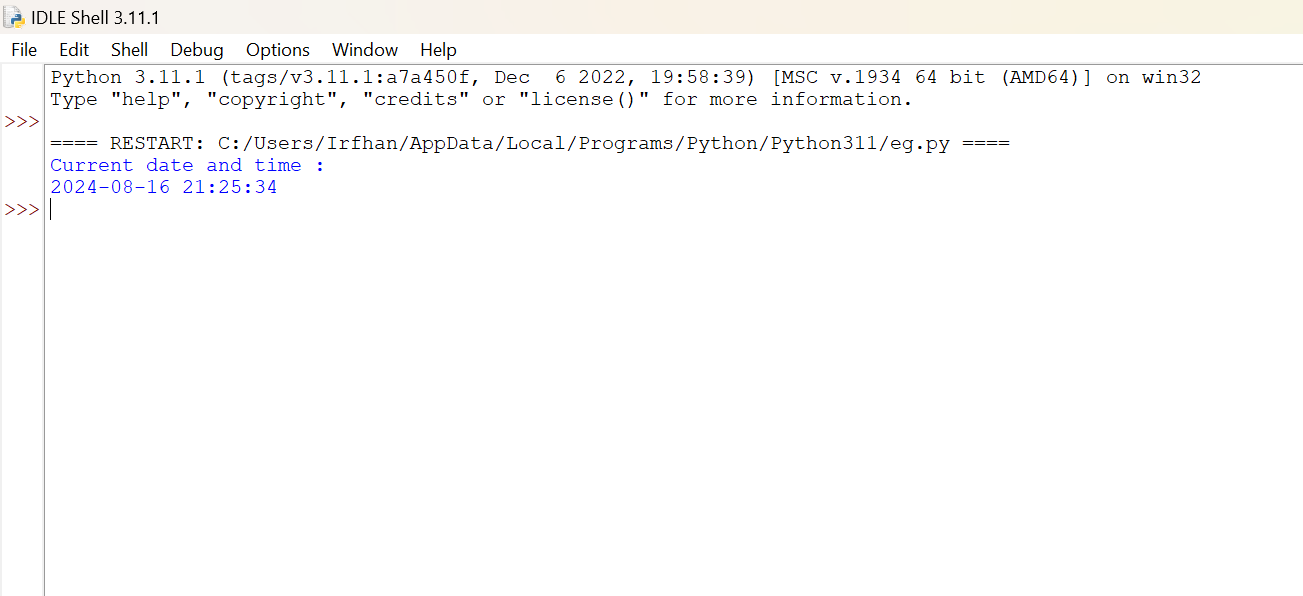 IDLE Shell 3.11.1
File Edit Shell Debug Options Window Help
Python 3.11.1 (tags/v3.11.1:a7a450f, Dec  6 2022, 19:58:39) [MSC v.1934 64 bit (AMD64)] on win32
Type "help", "copyright", "credits" or "license()" for more information.
>>>
==== RESTART: C:/Users/Irfhan/AppData/Local/Programs/Python/Python311/eg.py ====
Current date and time :
2024-08-16 21:25:34
>>>